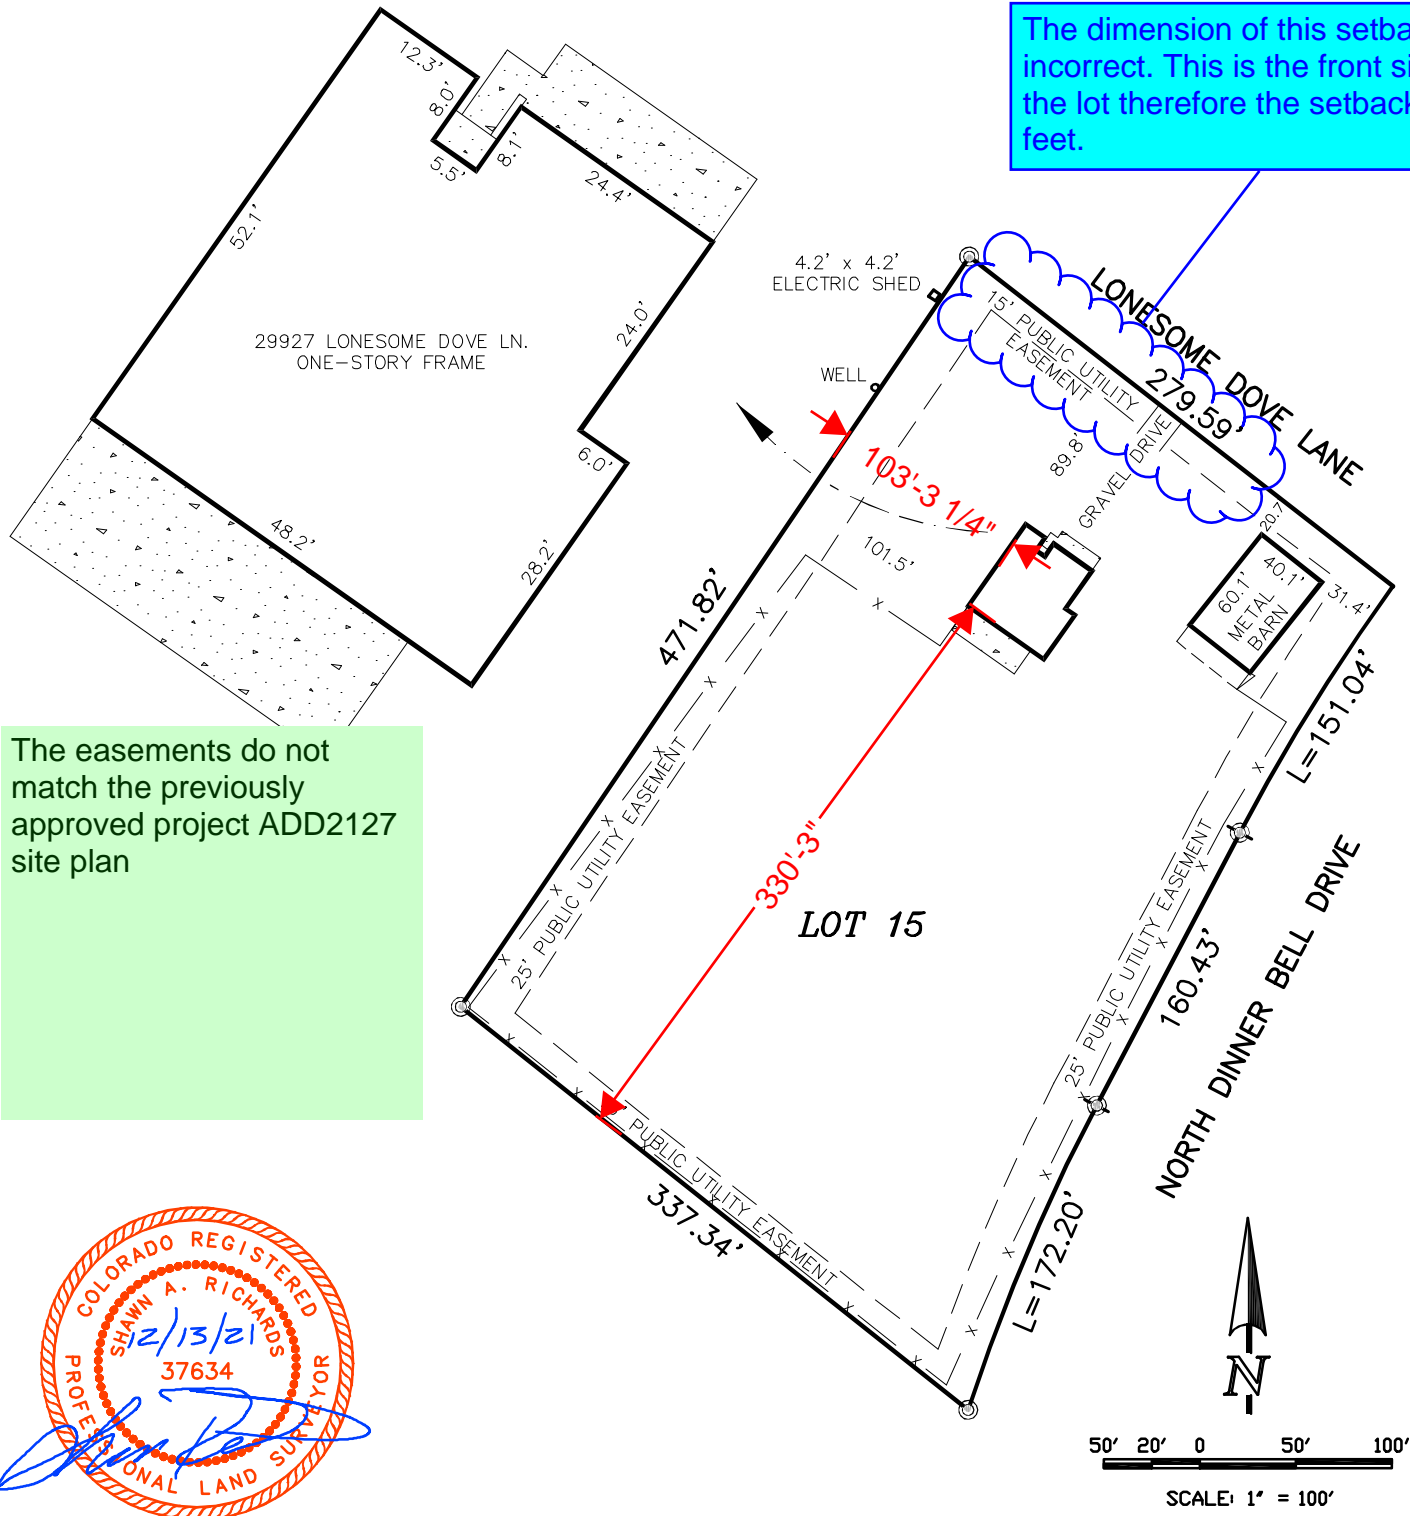 The dimension of this setba
incorrect. This is the front si
the lot therefore the setback
feet.
12.3'
8.0'
5.5'
8.1'
24.4'
52.1'
24.0'
6.0'
28.2'
48.2'
29927 LONESOME DOVE LN.
ONE-STORY FRAME
4.2' x 4.2'
ELECTRIC SHED
WELL
LONESOME DOVE LANE
279.59'
15' PUBLIC UTILITY
EASEMENT
89.8'
GRAVEL DRIVE
103'-3 1/4"
101.5'
20.7
40.1'
60.1'
METAL
BARN
31.4'
471.82'
L=151.04'
330'-3"
LOT 15
25' PUBLIC UTILITY EASEMENT
25' PUBLIC UTILITY EASEMENT
160.43'
NORTH DINNER BELL DRIVE
PUBLIC UTILITY EASEMENT
337.34'
L=172.20'
The easements do not
match the previously
approved project ADD2127
site plan
COLORADO REGISTERED
SHAWN A. RICHARDS
12/13/21
37634
PROFESSIONAL LAND SURVEYOR
N
50' 20' 0 50' 100'
SCALE: 1" = 100'